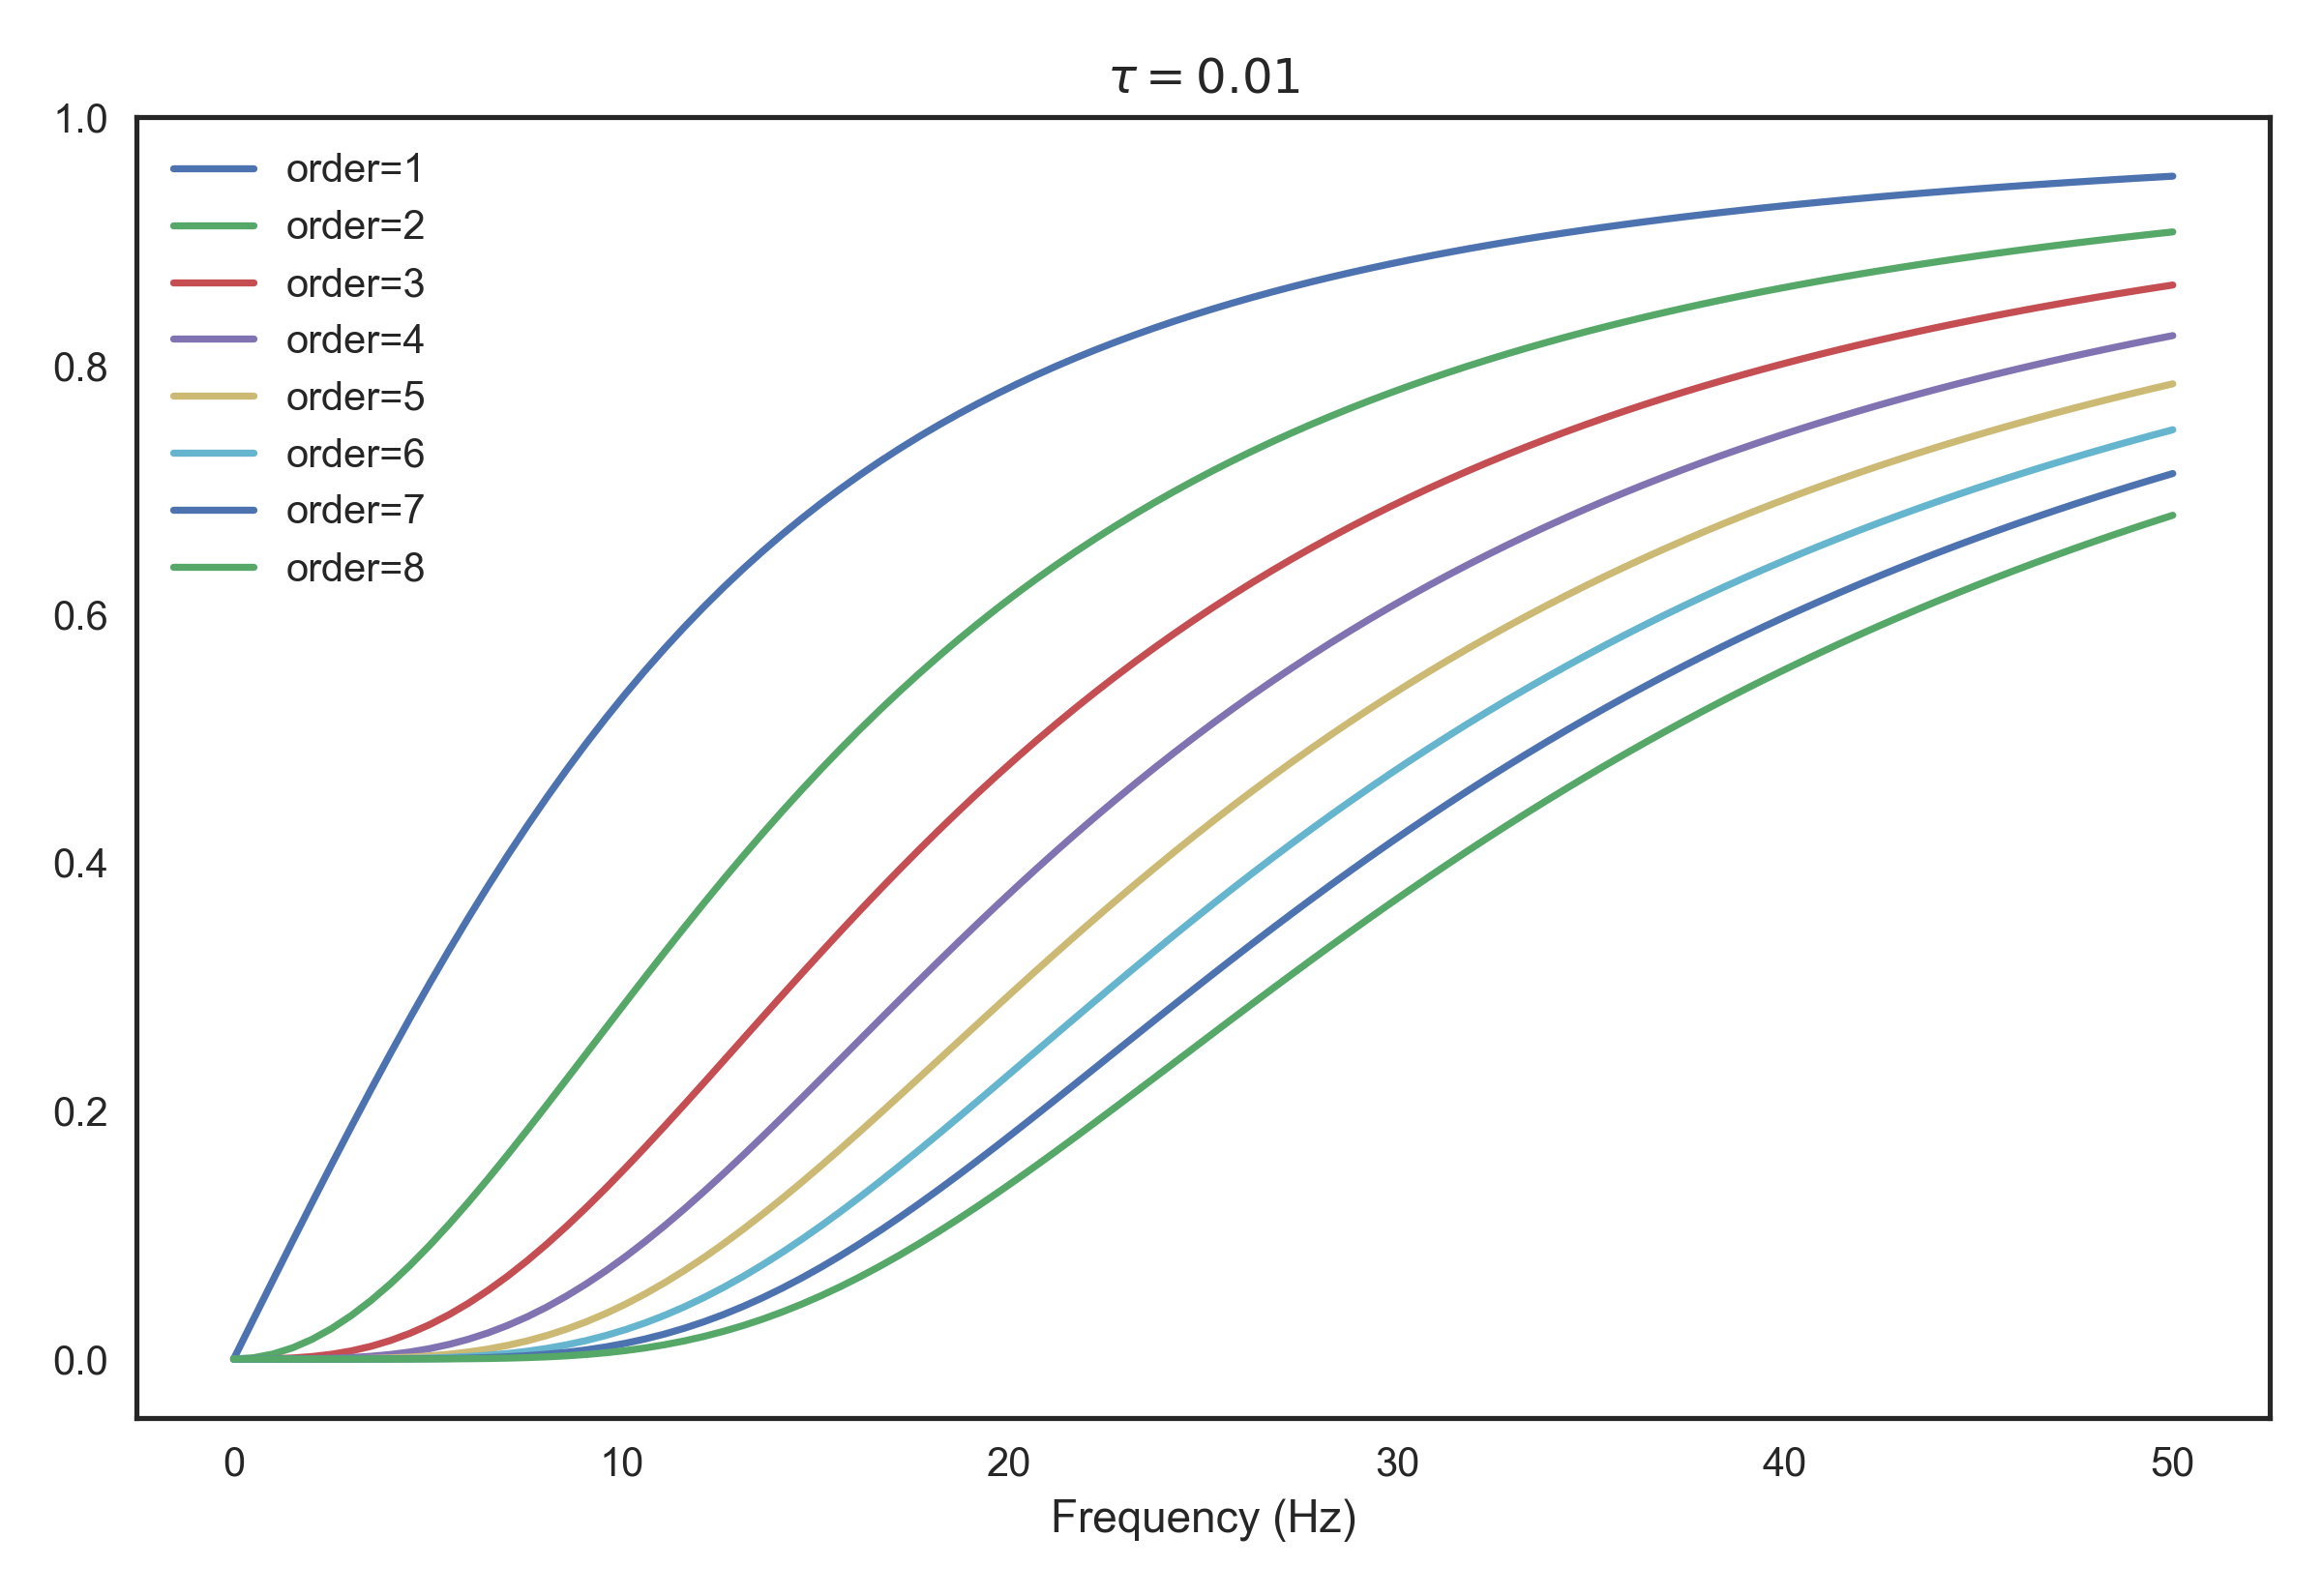 τ = 0.01
1.0
0.8
0.6
0.4
0.2
0.0
order=1
order=2
order=3
order=4
order=5
order=6
order=7
order=8
0 10 20 30 40 50
Frequency (Hz)